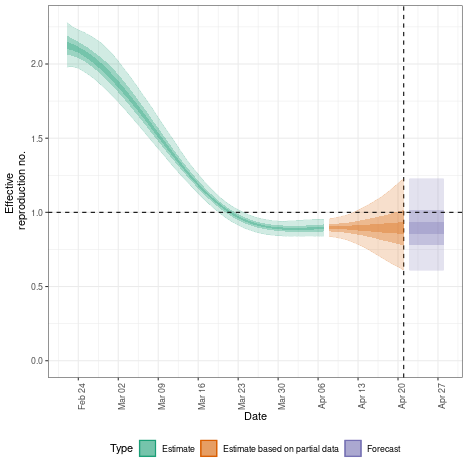 Effective
reproduction no.
2.0
1.5
1.0
0.5
0.0
Feb 24
Mar 02
Mar 09
Mar 16
Mar 23
Mar 30
Apr 06
Apr 13
Apr 20
Apr 27
Date
Type
Estimate
Estimate based on partial data
Forecast